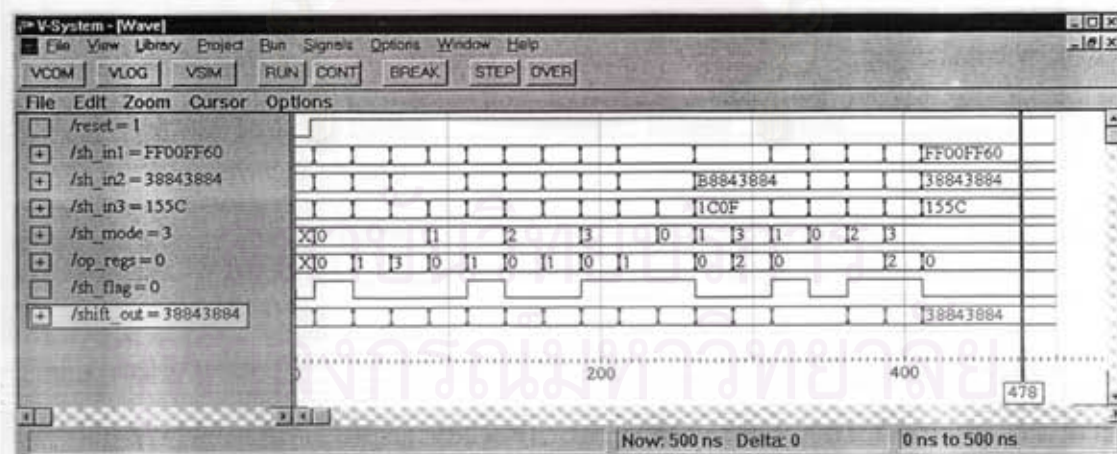 V-System - [Wave]
File View Library Project Run Signals Options Window Help
VCOM VLOG VSIM RUN CONT BREAK STEP OVER
File Edit Zoom Cursor Options
/reset = 1
/sh_in1 = FF00FF60 FF00FF60
/sh_in2 = 38843884 B8843884 38843884
/sh_in3 = 155C 1C0F 155C
/sh_mode = 3 X 0 1 2 3 0 1 3 1 0 2 3
/op_regs = 0 X 0 1 3 0 1 0 1 0 1 0 2 0 2 0
/sh_flag = 0
/shift_out = 38843884 38843884
0 200 400
478
Now: 500 ns Delta: 0 0 ns to 500 ns